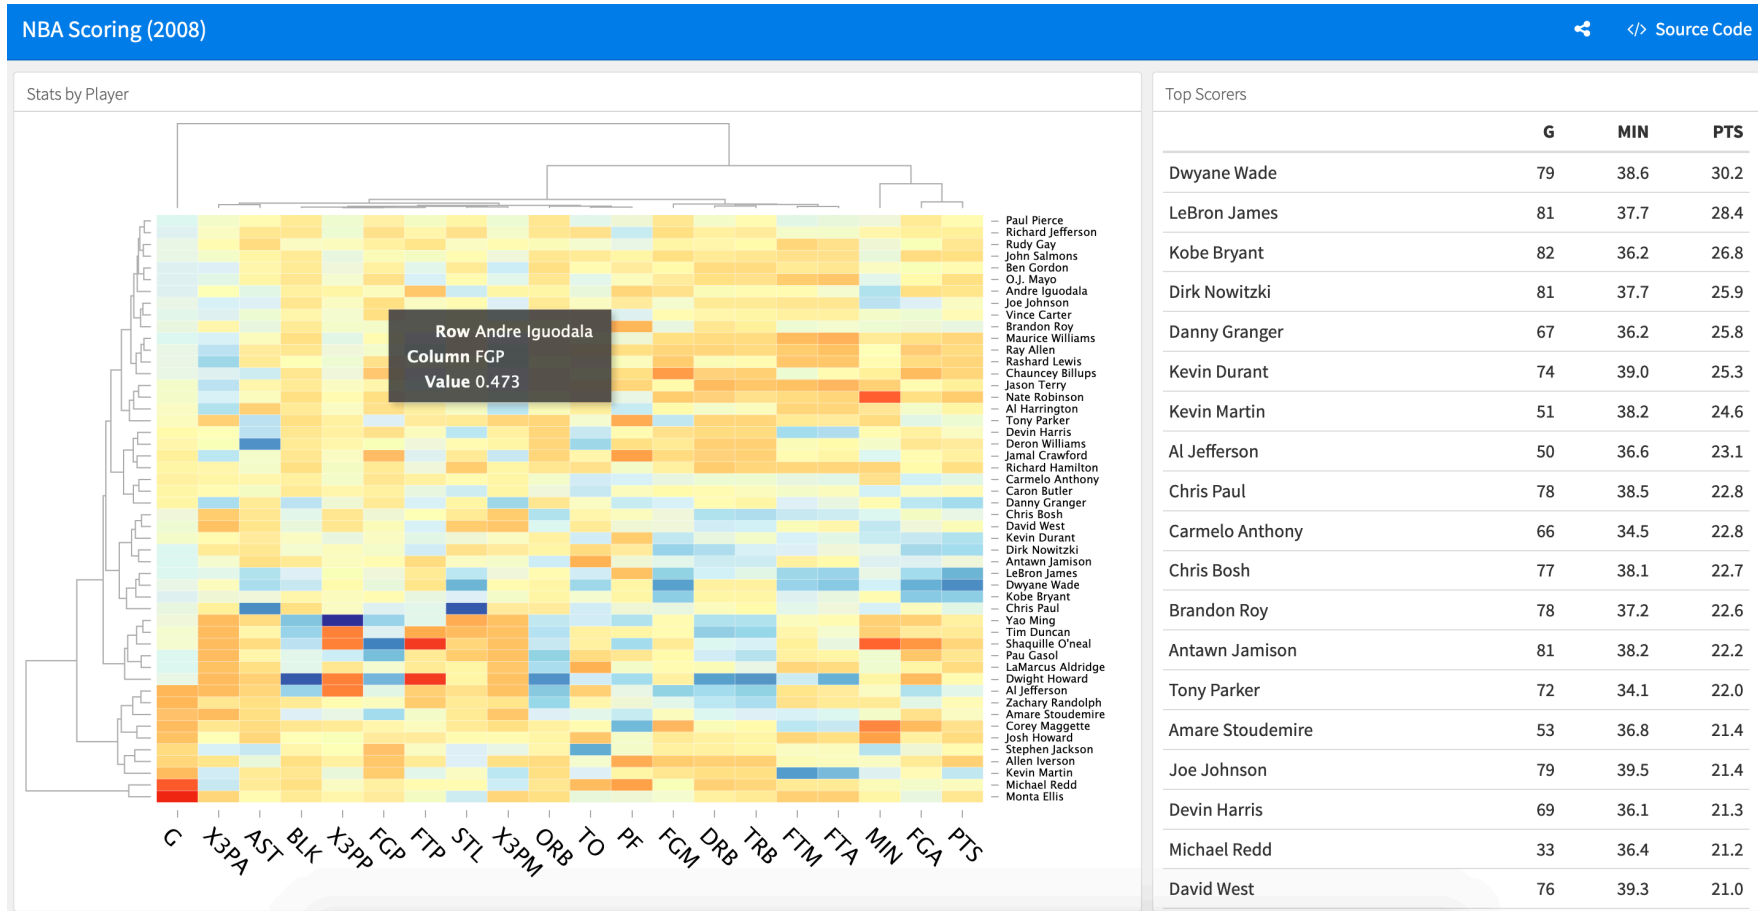 NBA Scoring (2008)
Source Code
Stats by Player
Paul Pierce
Richard Jefferson
Rudy Gay
John Salmons
Ben Gordon
O.J. Mayo
Andre Iguodala
Joe Johnson
Vince Carter
Brandon Roy
Maurice Williams
Ray Allen
Rashard Lewis
Chauncey Billups
Jason Terry
Nate Robinson
Al Harrington
Tony Parker
Devin Harris
Deron Williams
Jamal Crawford
Richard Hamilton
Carmelo Anthony
Caron Butler
Danny Granger
Chris Bosh
David West
Kevin Durant
Dirk Nowitzki
Antawn Jamison
LeBron James
Dwyane Wade
Kobe Bryant
Chris Paul
Yao Ming
Tim Duncan
Shaquille O'neal
Pau Gasol
LaMarcus Aldridge
Dwight Howard
Al Jefferson
Zachary Randolph
Amare Stoudemire
Corey Maggette
Josh Howard
Stephen Jackson
Allen Iverson
Kevin Martin
Michael Redd
Monta Ellis
Row Andre Iguodala
Column FGP
Value 0.473
G X3PA AST BLK X3PP FGP FTP STL X3PM ORB TO PF FGM DRB TRB FTM FTA MIN FGA PTS
Top Scorers
G MIN PTS
Dwyane Wade 79 38.6 30.2
LeBron James 81 37.7 28.4
Kobe Bryant 82 36.2 26.8
Dirk Nowitzki 81 37.7 25.9
Danny Granger 67 36.2 25.8
Kevin Durant 74 39.0 25.3
Kevin Martin 51 38.2 24.6
Al Jefferson 50 36.6 23.1
Chris Paul 78 38.5 22.8
Carmelo Anthony 66 34.5 22.8
Chris Bosh 77 38.1 22.7
Brandon Roy 78 37.2 22.6
Antawn Jamison 81 38.2 22.2
Tony Parker 72 34.1 22.0
Amare Stoudemire 53 36.8 21.4
Joe Johnson 79 39.5 21.4
Devin Harris 69 36.1 21.3
Michael Redd 33 36.4 21.2
David West 76 39.3 21.0